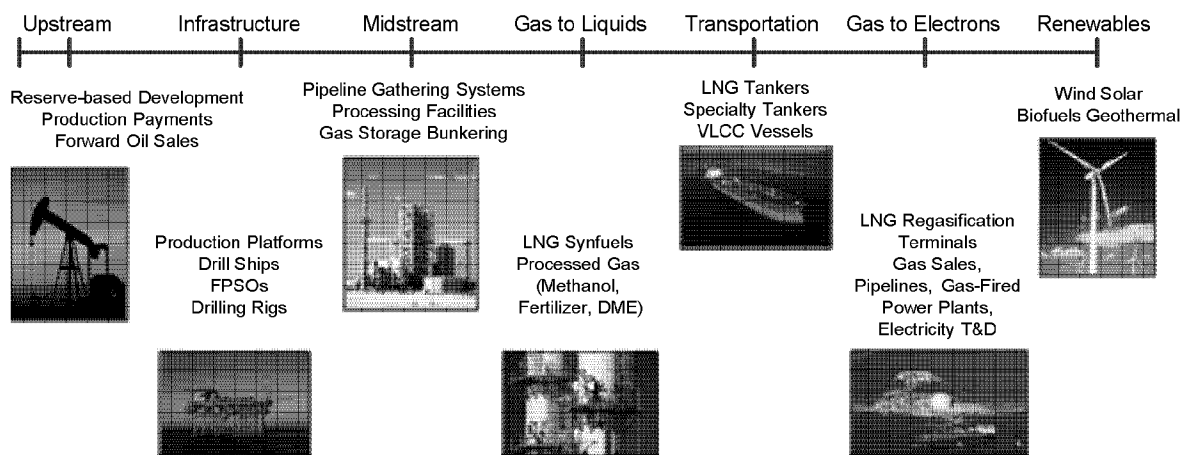 Upstream
Infrastructure
Midstream
Gas to Liquids
Transportation
Gas to Electrons
Renewables
Reserve-based Development
Production Payments
Forward Oil Sales
Production Platforms
Drill Ships
FPSOs
Drilling Rigs
Pipeline Gathering Systems
Processing Facilities
Gas Storage Bunkering
LNG Synfuels
Processed Gas
(Methanol,
Fertilizer, DME)
LNG Tankers
Specialty Tankers
VLCC Vessels
LNG Regasification
Terminals
Gas Sales,
Pipelines, Gas-Fired
Power Plants,
Electricity T&D
Wind Solar
Biofuels Geothermal